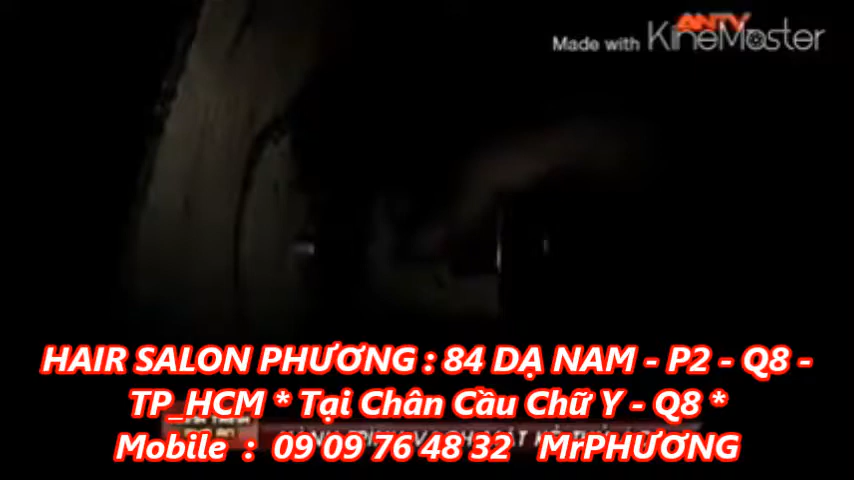 ANTV
Made with KINEMASTER
HAIR SALON PHƯƠNG : 84 DẠ NAM - P2 - Q8 -
TP_HCM * Tại Chân Cầu Chữ Y - Q8 *
Mobile : 09 09 76 48 32 MrPHƯƠNG